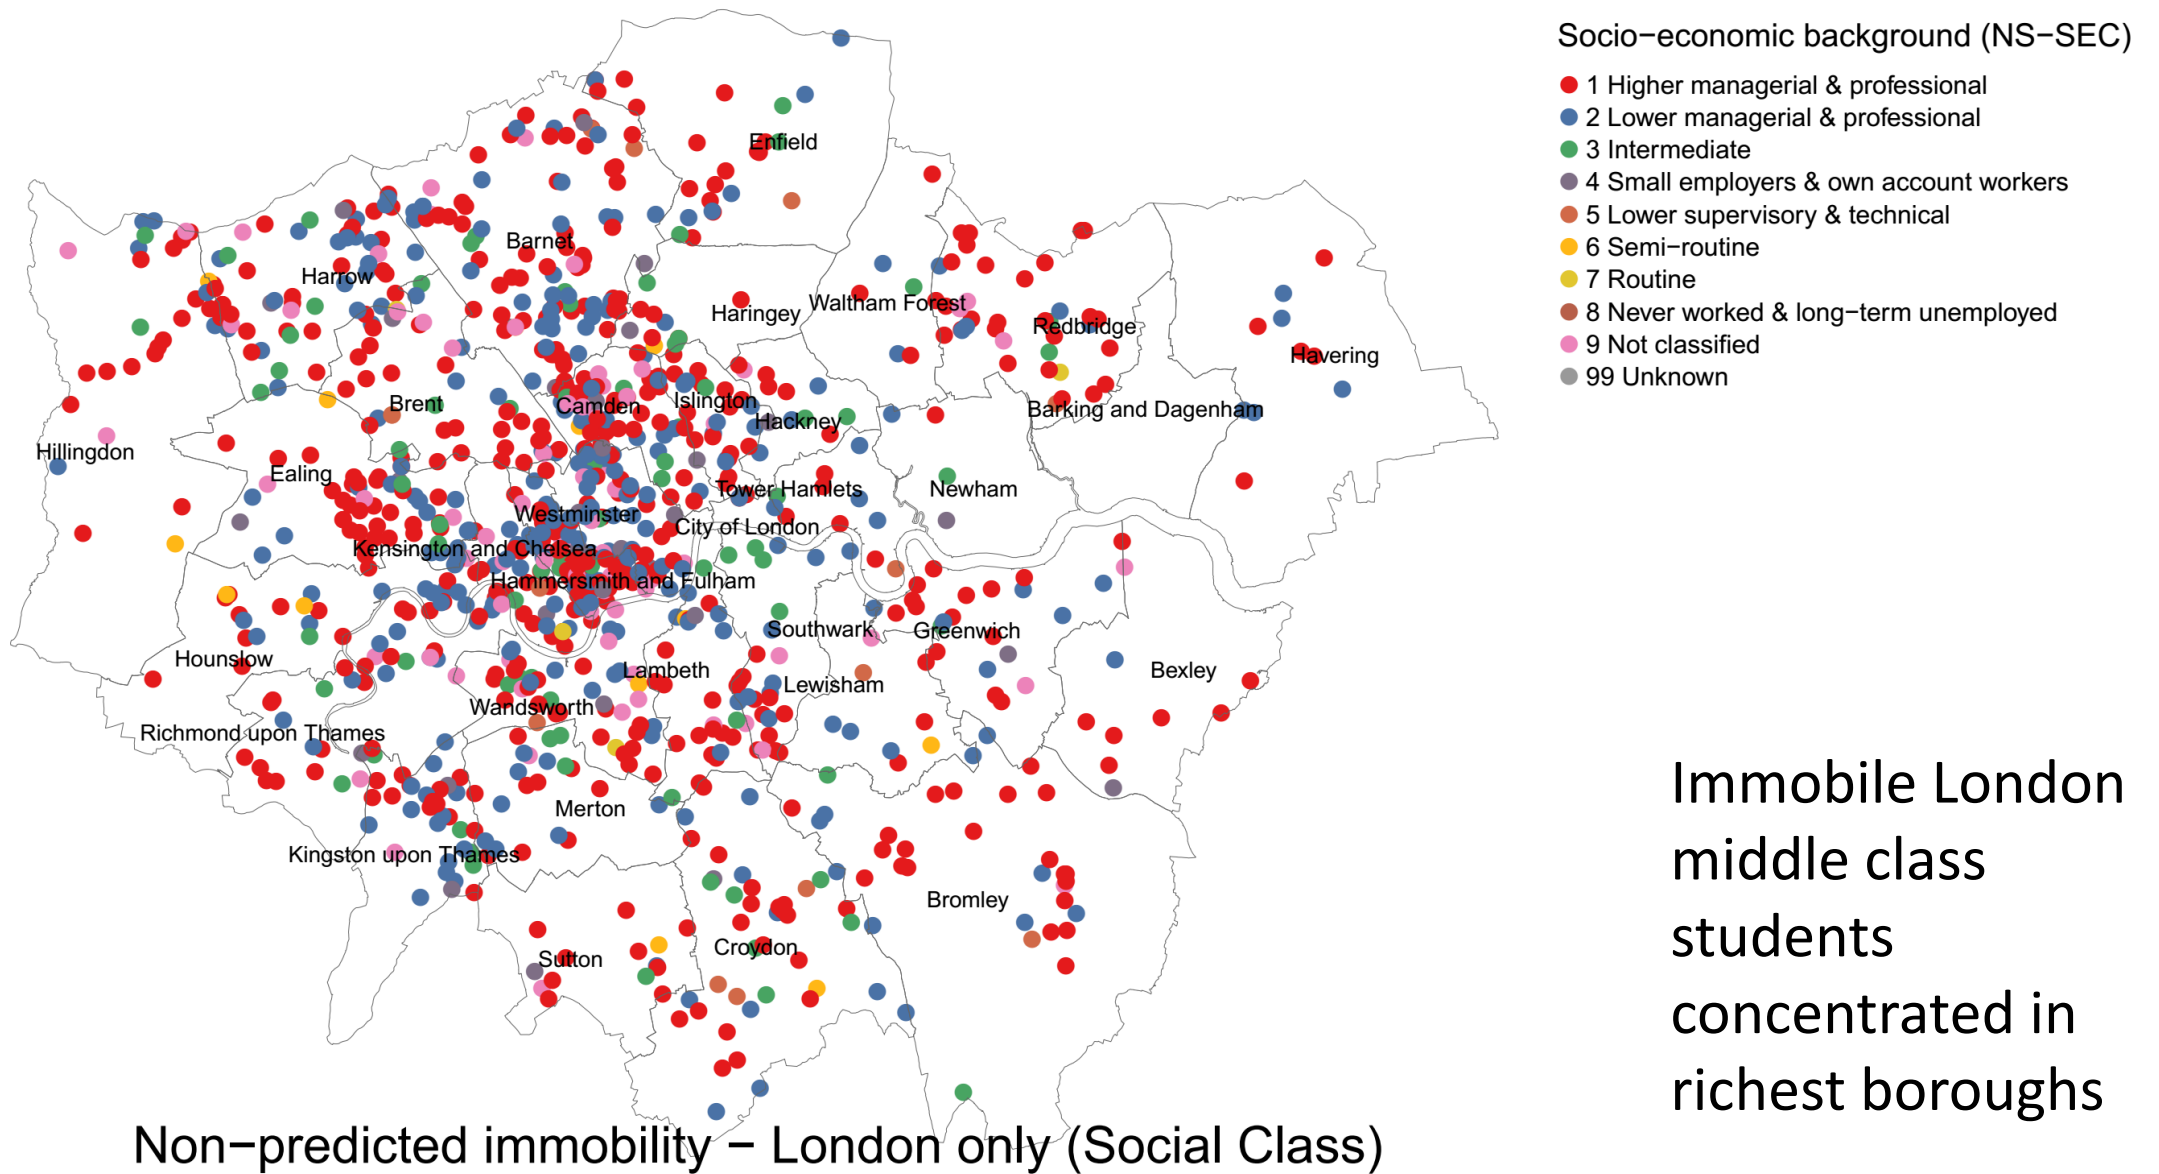 Socio−economic background (NS−SEC)
1 Higher managerial & professional
2 Lower managerial & professional
3 Intermediate
4 Small employers & own account workers
5 Lower supervisory & technical
6 Semi−routine
7 Routine
8 Never worked & long−term unemployed
9 Not classified
99 Unknown
Enfield
Barnet
Harrow
Haringey
Waltham Forest
Redbridge
Havering
Brent
Camden
Islington
Hackney
Barking and Dagenham
Hillingdon
Ealing
Tower Hamlets
Newham
Westminster
City of London
Kensington and Chelsea
Hammersmith and Fulham
Southwark
Greenwich
Hounslow
Lambeth
Lewisham
Bexley
Wandsworth
Richmond upon Thames
Merton
Kingston upon Thames
Bromley
Croydon
Sutton
Immobile London
middle class
students
concentrated in
richest boroughs
Non−predicted immobility − London only (Social Class)